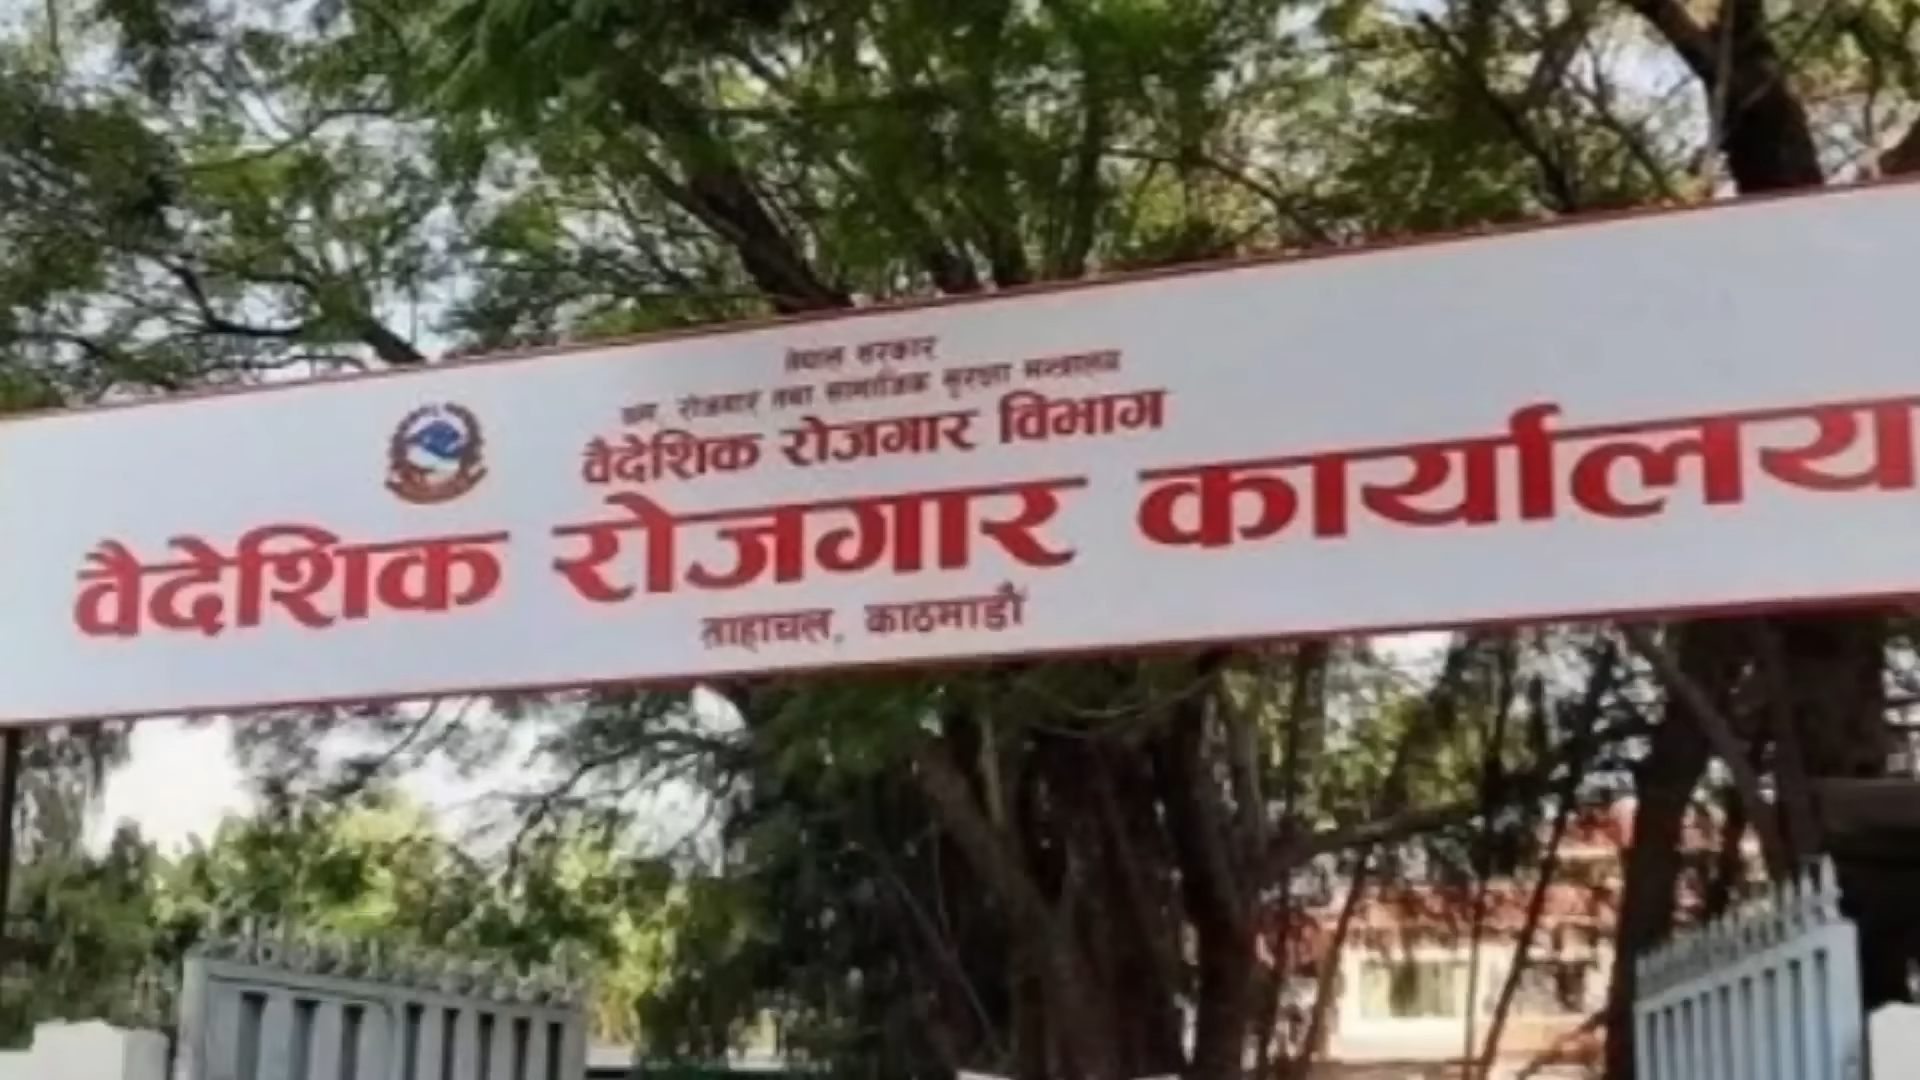 नेपाल सरकार
श्रम, रोजगार तथा सामाजिक सुरक्षा मन्त्रालय
वैदेशिक रोजगार विभाग
वैदेशिक रोजगार कार्यालय
ताहाचल, काठमाडौं